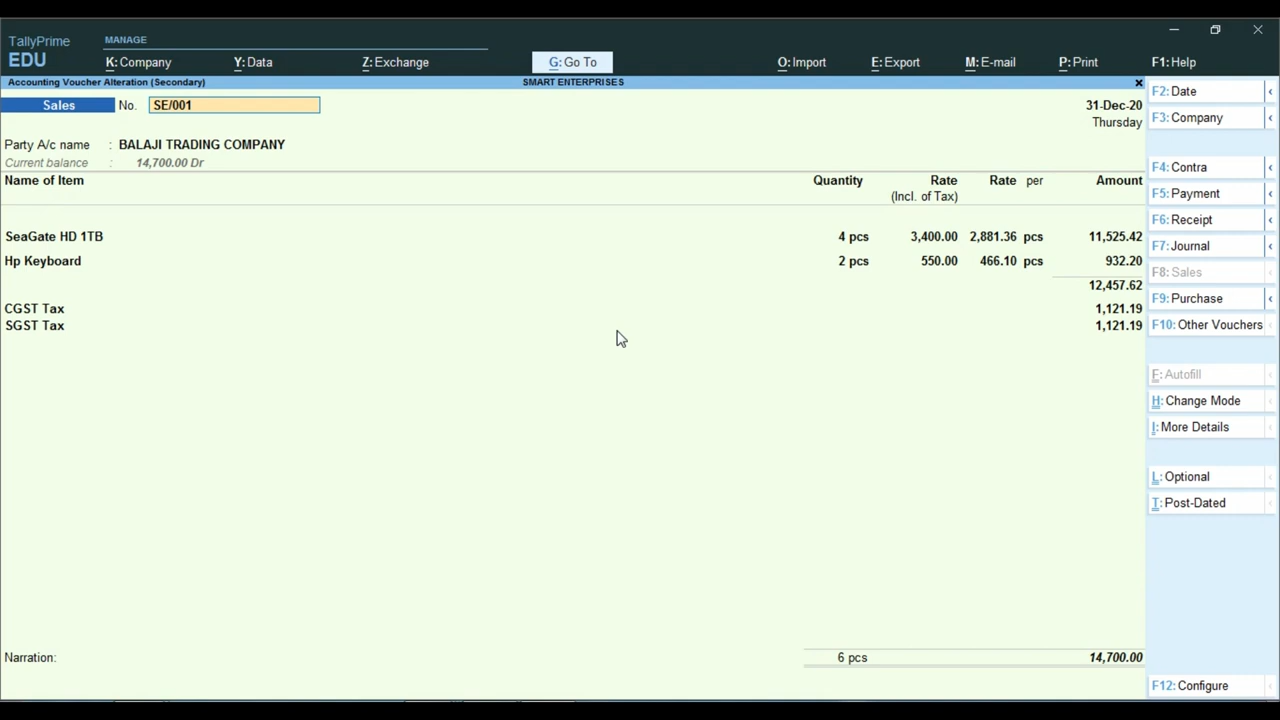 TallyPrime
EDU
MANAGE
K: Company
Y: Data
Z: Exchange
G: Go To
O: Import
E: Export
M: E-mail
P: Print
F1: Help
Accounting Voucher Alteration (Secondary)
SMART ENTERPRISES
Sales
No. SE/001
31-Dec-20
Thursday
Party A/c name : BALAJI TRADING COMPANY
Current balance : 14,700.00 Dr
Name of Item Quantity Rate Rate per Amount
(Incl. of Tax)
SeaGate HD 1TB 4 pcs 3,400.00 2,881.36 pcs 11,525.42
Hp Keyboard 2 pcs 550.00 466.10 pcs 932.20
12,457.62
CGST Tax 1,121.19
SGST Tax 1,121.19
Narration: 6 pcs 14,700.00
F2: Date
F3: Company
F4: Contra
F5: Payment
F6: Receipt
F7: Journal
F8: Sales
F9: Purchase
F10: Other Vouchers
F: Autofill
H: Change Mode
I: More Details
L: Optional
T: Post-Dated
F12: Configure